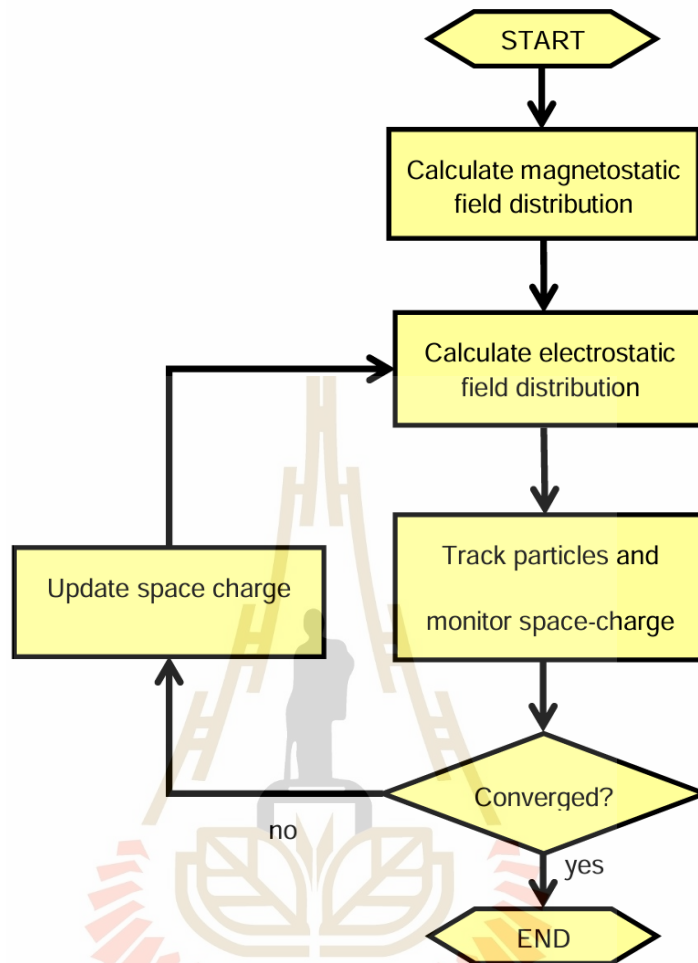 START
Calculate magnetostatic
field distribution
Calculate electrostatic
field distribution
Track particles and
monitor space-charge
Update space charge
Converged?
no
yes
END